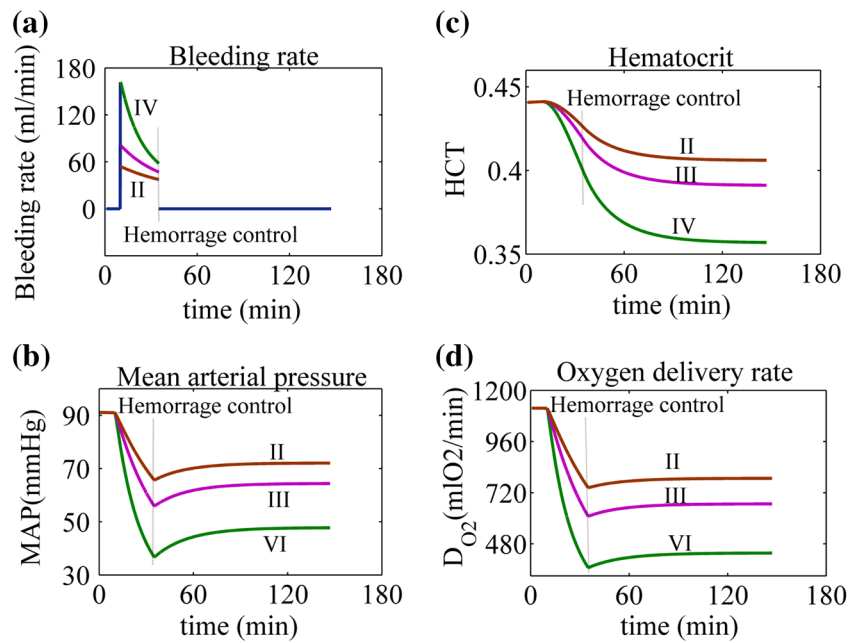 (a)
Bleeding rate
Bleeding rate (ml/min)
180
120
60
0
IV
II
Hemorrage control
0
60
120
180
time (min)
(c)
Hematocrit
HCT
0.45
0.4
0.35
Hemorrage control
II
III
IV
0
60
120
180
time (min)
(b)
Mean arterial pressure
MAP(mmHg)
90
70
50
30
Hemorrage control
II
III
VI
0
60
120
180
time (min)
(d)
Oxygen delivery rate
DO2(mlO2/min)
1200
960
720
480
Hemorrage control
II
III
VI
0
60
120
180
time (min)